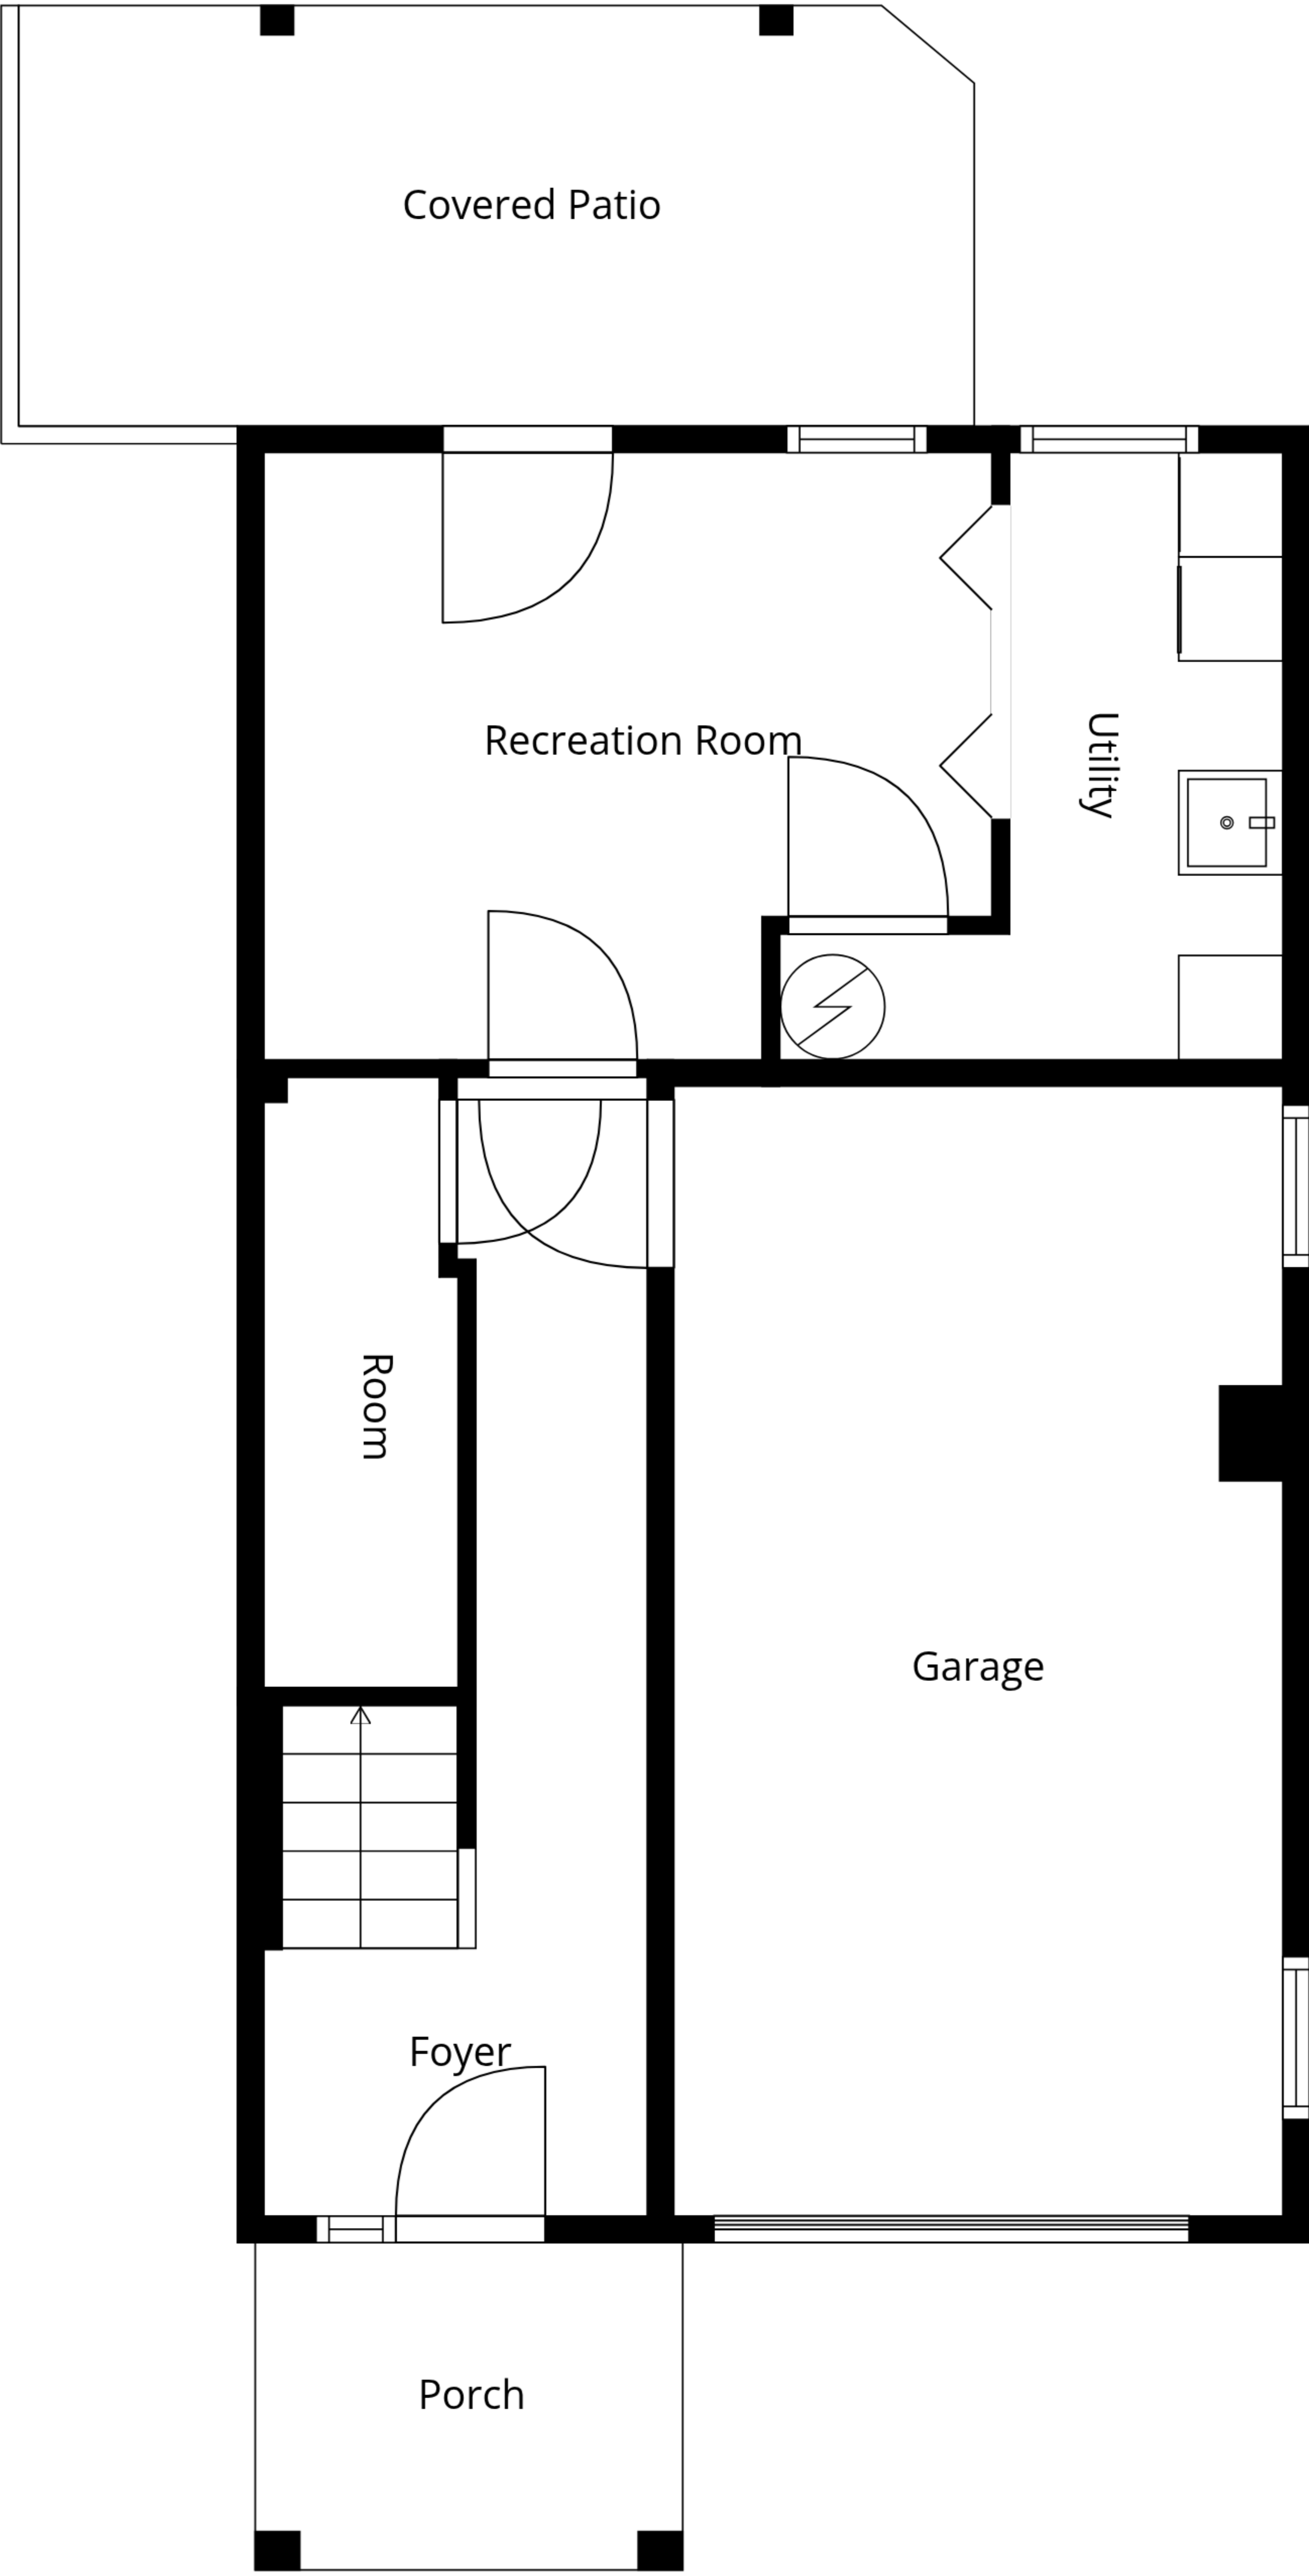 Covered Patio
Recreation Room
Utility
Room
Garage
Foyer
Porch